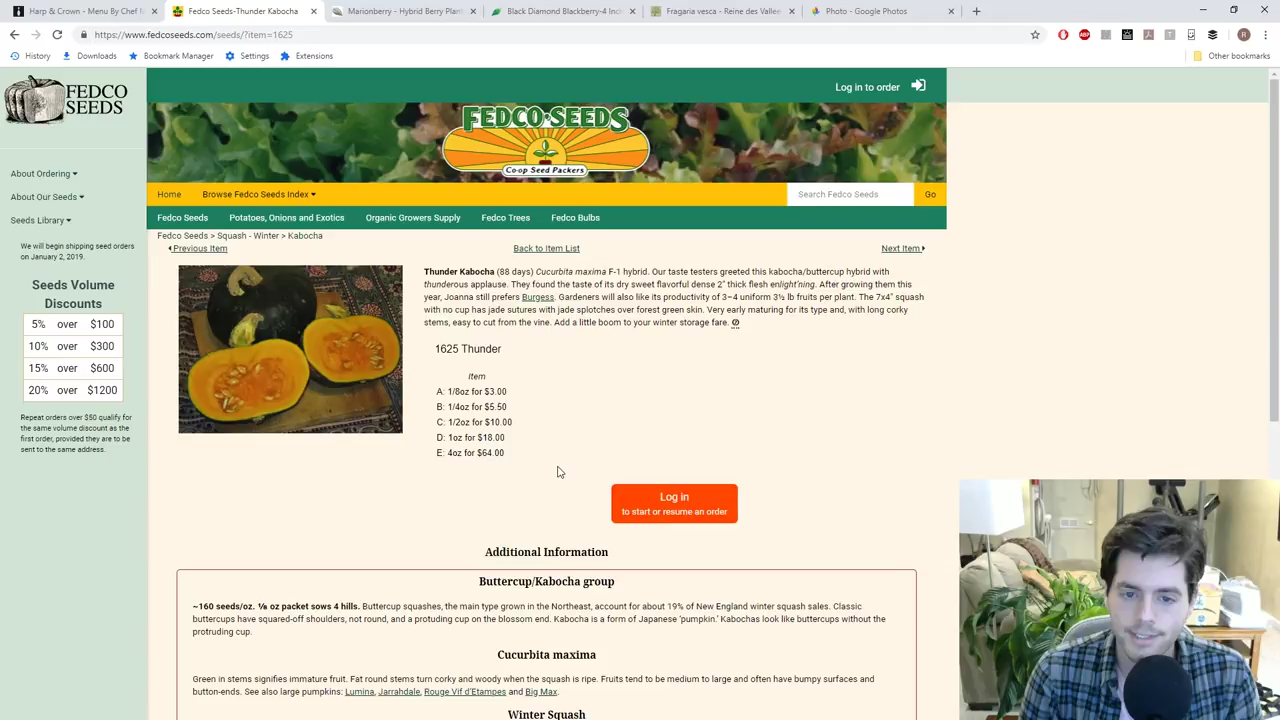 Harp & Crown - Menu by Chef Mi
Fedco Seeds-Thunder Kabocha
Marionberry - Hybrid Berry Plant
Black Diamond Blackberry-4 Inch
Fragaria vesca - Reine des Vallee
Photo - Google Photos
https://www.fedcoseeds.com/seeds/?item=1625
History
Downloads
Bookmark Manager
Settings
Extensions
Other bookmarks
FEDCO
SEEDS
Log in to order
FEDCO·SEEDS
Co-op Seed Packers
About Ordering
About Our Seeds
Seeds Library
Home
Browse Fedco Seeds Index
Search Fedco Seeds
Go
Fedco Seeds
Potatoes, Onions and Exotics
Organic Growers Supply
Fedco Trees
Fedco Bulbs
We will begin shipping seed orders
on January 2, 2019.
Seeds Volume
Discounts
5% over $100
10% over $300
15% over $600
20% over $1200
Repeat orders over $50 qualify for
the same volume discount as the
first order, provided they are to be
sent to the same address.
Fedco Seeds > Squash - Winter > Kabocha
Previous Item
Back to Item List
Next Item
Thunder Kabocha (88 days) Cucurbita maxima F-1 hybrid. Our taste testers greeted this kabocha/buttercup hybrid with
thunderous applause. They found the taste of its dry sweet flavorful dense 2" thick flesh enlight'ning. After growing them this
year, Joanna still prefers Burgess. Gardeners will also like its productivity of 3–4 uniform 3½ lb fruits per plant. The 7x4" squash
with no cup has jade sutures with jade splotches over forest green skin. Very early maturing for its type and, with long corky
stems, easy to cut from the vine. Add a little boom to your winter storage fare.
1625 Thunder
Item
A: 1/8oz for $3.00
B: 1/4oz for $5.50
C: 1/2oz for $10.00
D: 1oz for $18.00
E: 4oz for $64.00
Log in
to start or resume an order
Additional Information
Buttercup/Kabocha group
~160 seeds/oz. ⅛ oz packet sows 4 hills. Buttercup squashes, the main type grown in the Northeast, account for about 19% of New England winter squash sales. Classic
buttercups have squared-off shoulders, not round, and a protuding cup on the blossom end. Kabocha is a form of Japanese ‘pumpkin.’ Kabochas look like buttercups without the
protruding cup.
Cucurbita maxima
Green in stems signifies immature fruit. Fat round stems turn corky and woody when the squash is ripe. Fruits tend to be medium to large and often have bumpy surfaces and
button-ends. See also large pumpkins: Lumina, Jarrahdale, Rouge Vif d’Etampes and Big Max.
Winter Squash